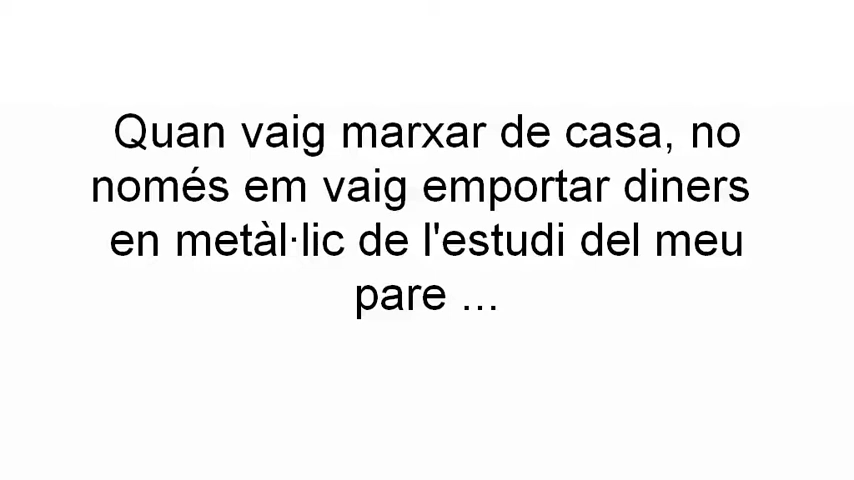 Quan vaig marxar de casa, no
només em vaig emportar diners
en metàl·lic de l'estudi del meu
pare ...